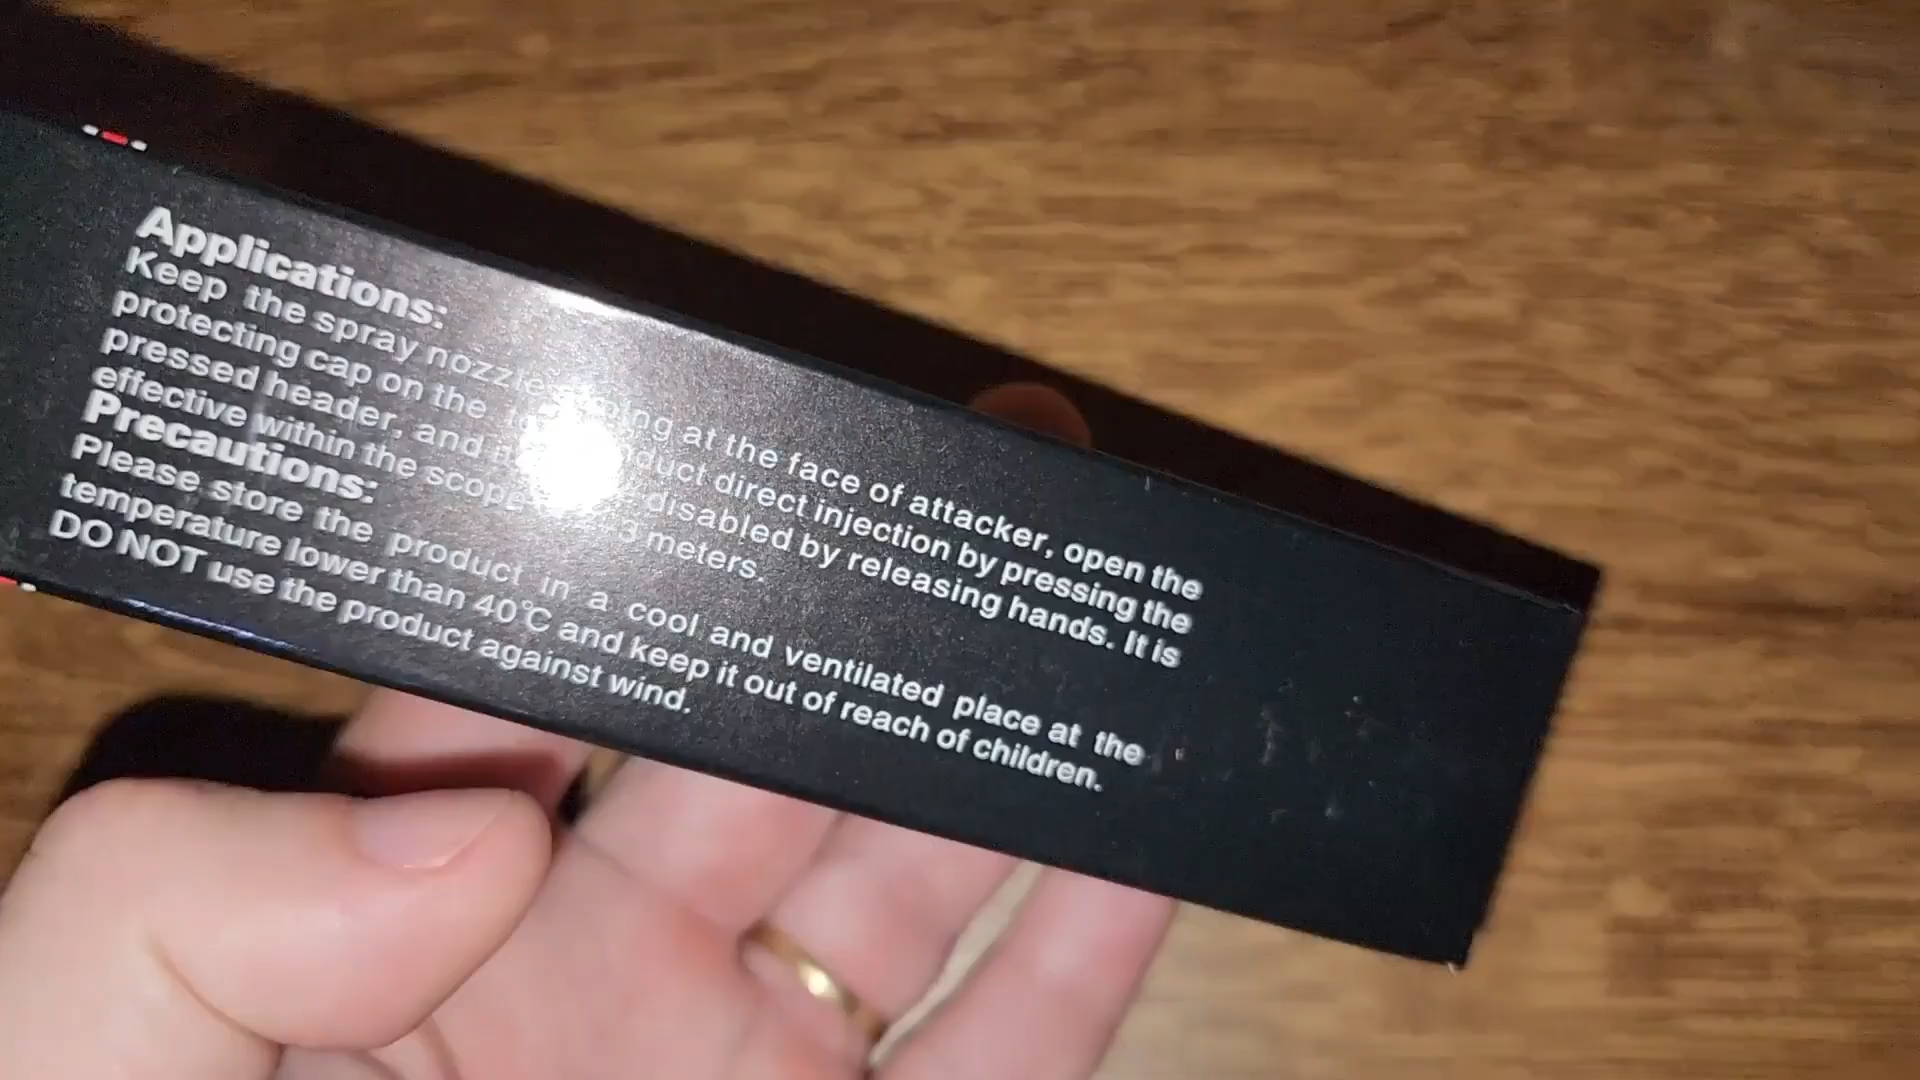 Applications:
Keep the spray nozzle at the face of attacker, open the
protecting cap on the direct injection by pressing the
pressed header, and disabled by releasing hands. It is
effective within the scope 3 meters.
Precautions:
Please store the product in a cool and ventilated place at the
temperature lower than 40℃ and keep it out of reach of children.
DO NOT use the product against wind.